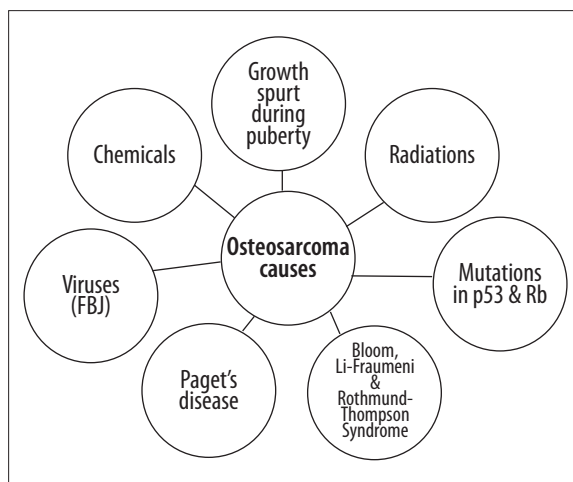 Growth
spurt
during
puberty
Chemicals
Radiations
Osteosarcoma
causes
Viruses
(FBJ)
Mutations
in p53 & Rb
Paget's
disease
Bloom,
Li-Fraumeni
&
Rothmund-
Thompson
Syndrome